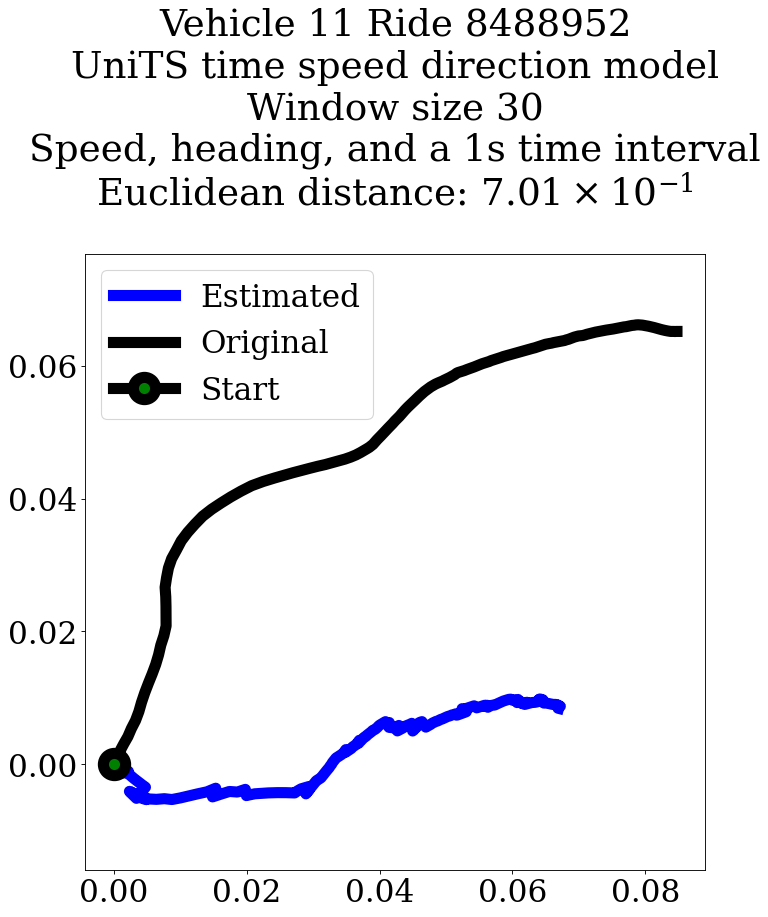 Vehicle 11 Ride 8488952
UniTS time speed direction model
Window size 30
Speed, heading, and a 1s time interval
Euclidean distance: 7.01 × 10⁻¹
Estimated
Original
Start
0.06
0.04
0.02
0.00
0.00 0.02 0.04 0.06 0.08